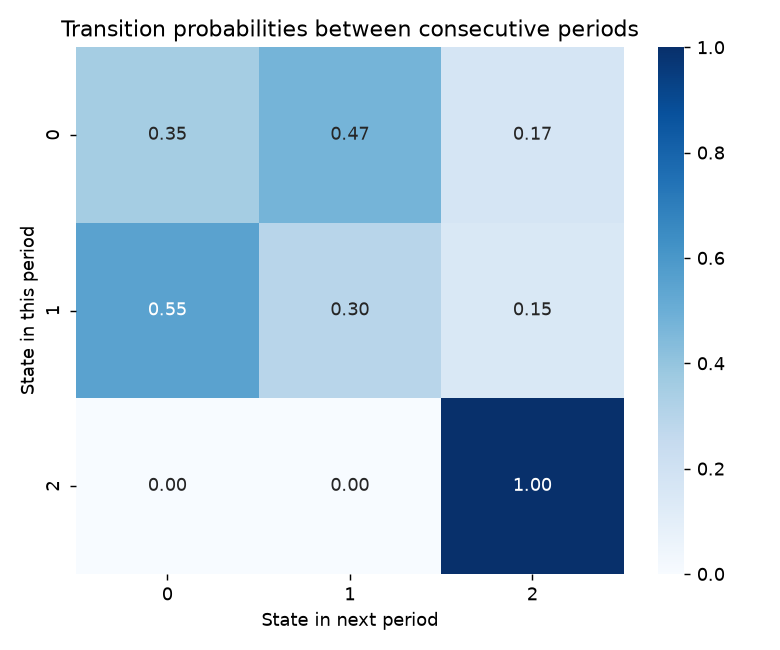 Transition probabilities between consecutive periods
1.0
0 0.35 0.47 0.17
0.8
0.6
State in this period
1 0.55 0.30 0.15
0.4
0.2
2 0.00 0.00 1.00
0.0
0 1 2
State in next period